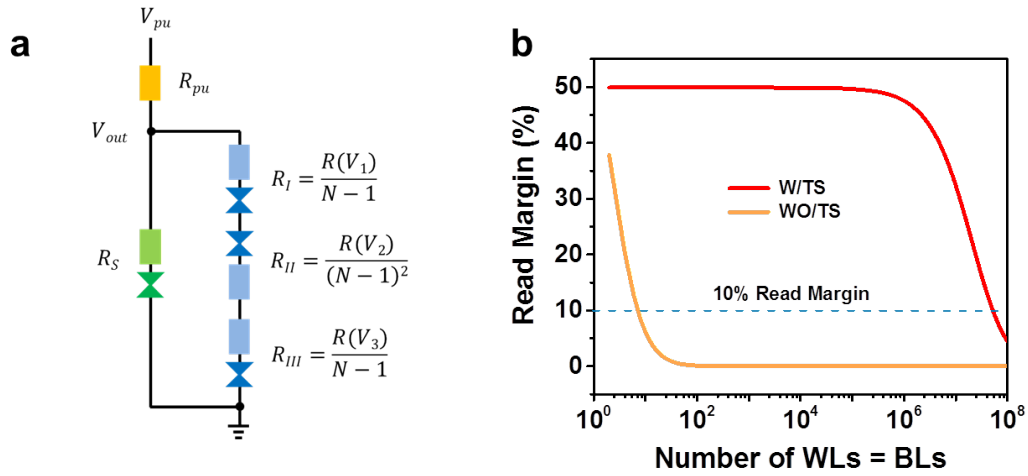 a
V_pu
R_pu
V_out
R_S
R_I = R(V_1) / (N − 1)
R_II = R(V_2) / (N − 1)^2
R_III = R(V_3) / (N − 1)
b
Read Margin (%)
50
40
30
20
10
0
W/TS
WO/TS
10% Read Margin
10^0 10^2 10^4 10^6 10^8
Number of WLs = BLs